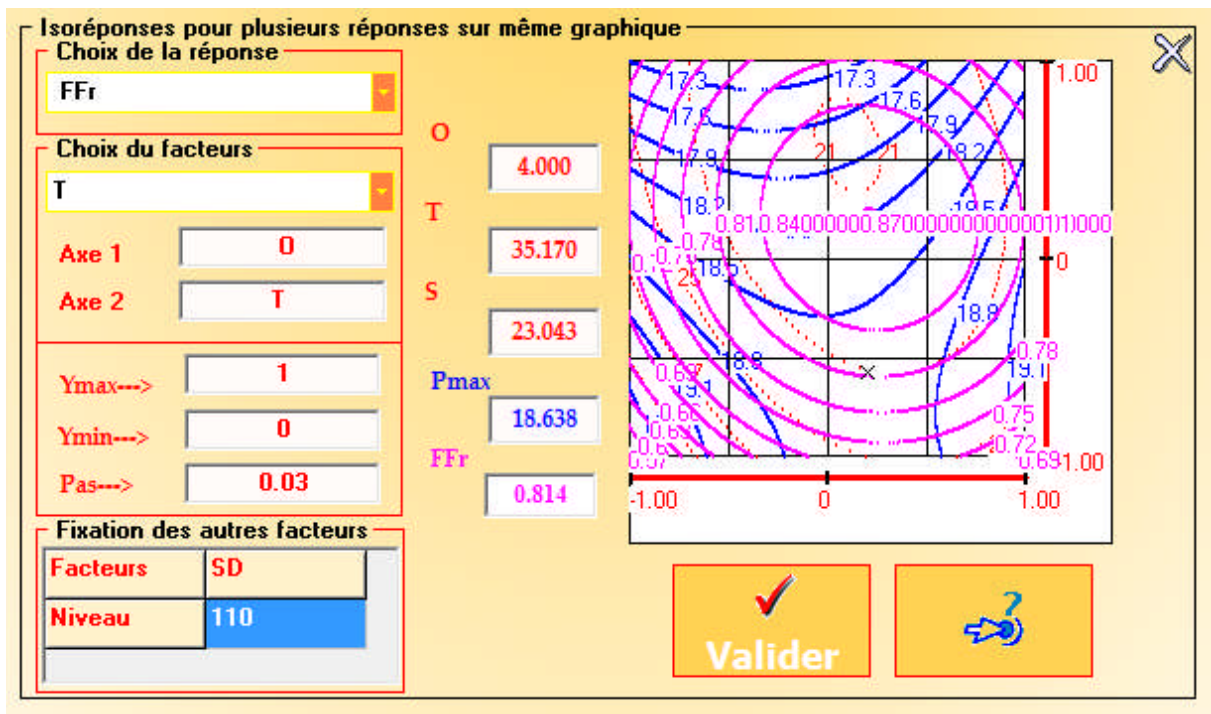 Isoréponses pour plusieurs réponses sur même graphique
Choix de la réponse
FFr
Choix du facteurs
T
Axe 1
O
Axe 2
T
Ymax--->
1
Ymin--->
0
Pas--->
0.03
Fixation des autres facteurs
Facteurs
SD
Niveau
110
O
4.000
T
35.170
S
23.043
Pmax
18.638
FFr
0.814
17.3
17.3
1.00
17.6
17.6
17.9
17.9
21
21
18.2
18.2
0.81
0.84000000
0.87000000000000
0
18.5
18.8
0.78
18.8
19.1
0.63
19.1
0.66
0.75
0.72
0.69
1.00
-1.00
0
1.00
Valider
?